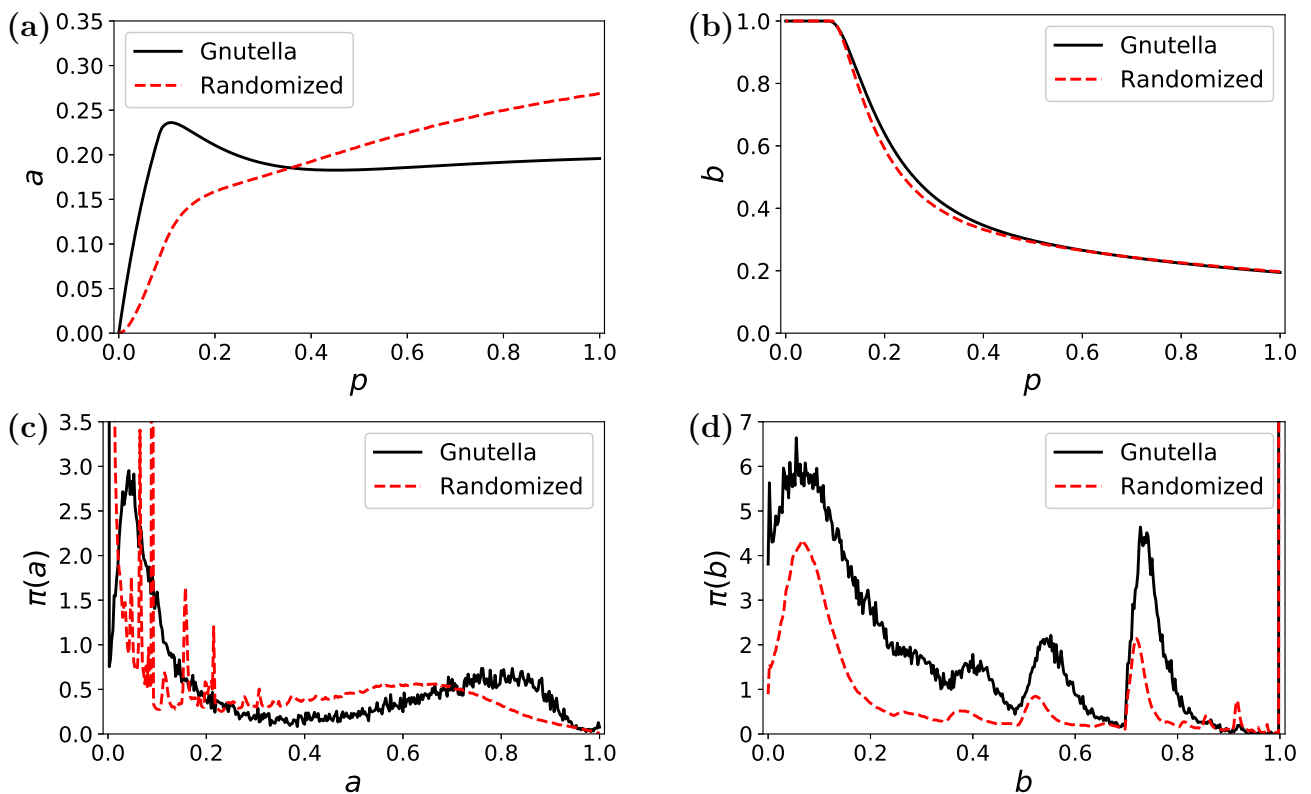 (a)
0.35
0.30
0.25
0.20
0.15
0.10
0.05
0.00
a
Gnutella
Randomized
0.0 0.2 0.4 0.6 0.8 1.0
p
(b)
1.0
0.8
0.6
0.4
0.2
0.0
b
Gnutella
Randomized
0.0 0.2 0.4 0.6 0.8 1.0
p
(c)
3.5
3.0
2.5
2.0
1.5
1.0
0.5
0.0
π(a)
Gnutella
Randomized
0.0 0.2 0.4 0.6 0.8 1.0
a
(d)
7
6
5
4
3
2
1
0
π(b)
Gnutella
Randomized
0.0 0.2 0.4 0.6 0.8 1.0
b